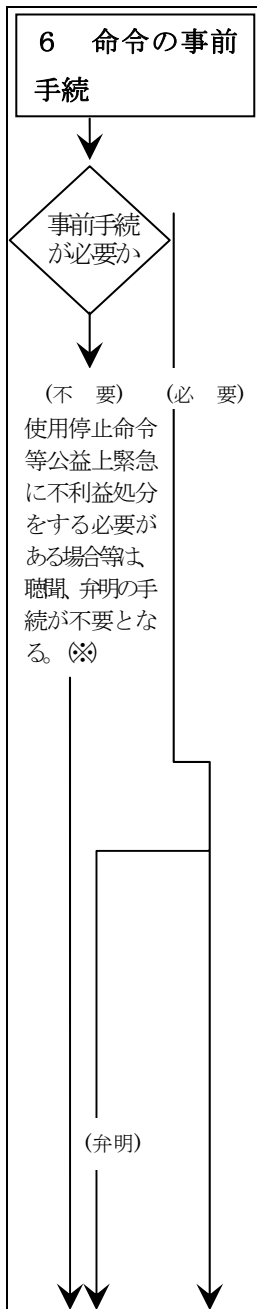 ６　命令の事前
手続
事前手続
が必要か
(不　要)　(必　要)
使用停止命令
等公益上緊急
に不利益処分
をする必要が
ある場合等は、
聴聞、弁明の手
続が不要とな
る。(※)
(弁明)